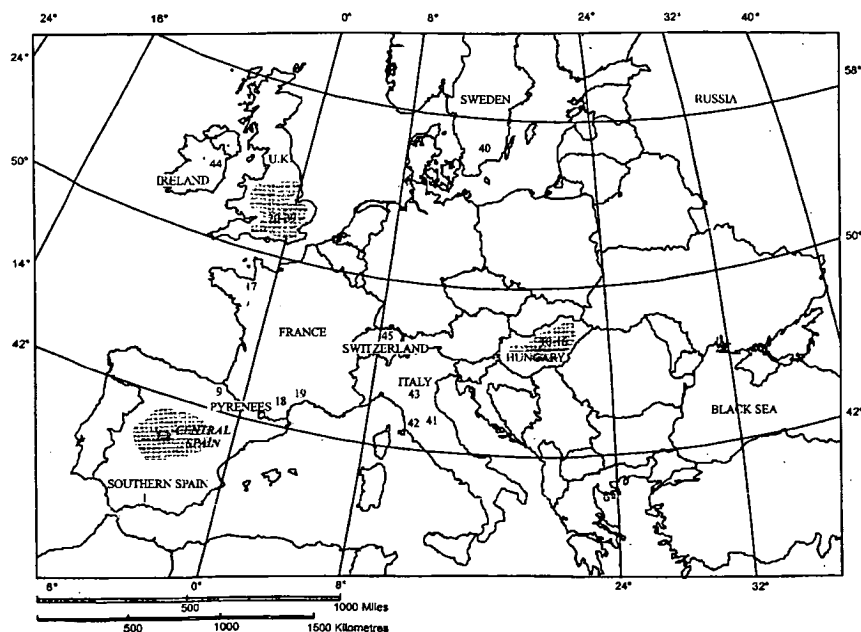 24° 16° 0° 8° 24° 32° 40°
24°
58°
SWEDEN RUSSIA
40
U.K.
44
IRELAND
50°
50°
14°
17
FRANCE
45
SWITZERLAND
HUNGARY
42°
ITALY
43
9
PYRENEES 18 19
42 41
BLACK SEA
42°
CENTRAL
SPAIN
SOUTHERN SPAIN
8° 0° 8° 24° 32°
500 1000 Miles
500 1000 1500 Kilometres